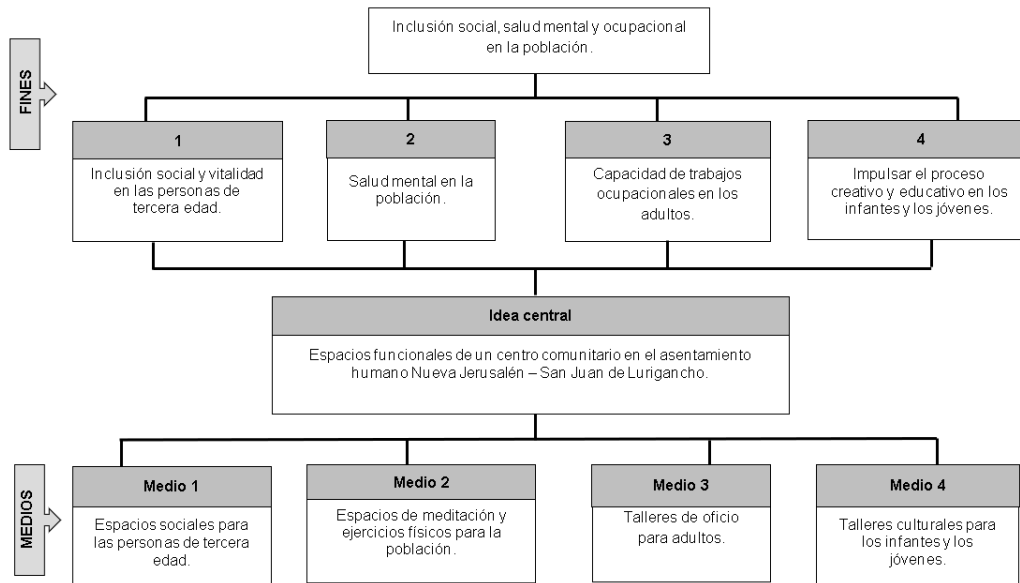 Inclusión social, salud mental y ocupacional
en la población.
FINES
1
Inclusión social y vitalidad
en las personas de
tercera edad.
2
Salud mental en la
población.
3
Capacidad de trabajos
ocupacionales en los
adultos.
4
Impulsar el proceso
creativo y educativo en los
infantes y los jóvenes.
Idea central
Espacios funcionales de un centro comunitario en el asentamiento
humano Nueva Jerusalén – San Juan de Lurigancho.
MEDIOS
Medio 1
Espacios sociales para
las personas de tercera
edad.
Medio 2
Espacios de meditación y
ejercicios físicos para la
población.
Medio 3
Talleres de oficio
para adultos.
Medio 4
Talleres culturales para
los infantes y los
jóvenes.